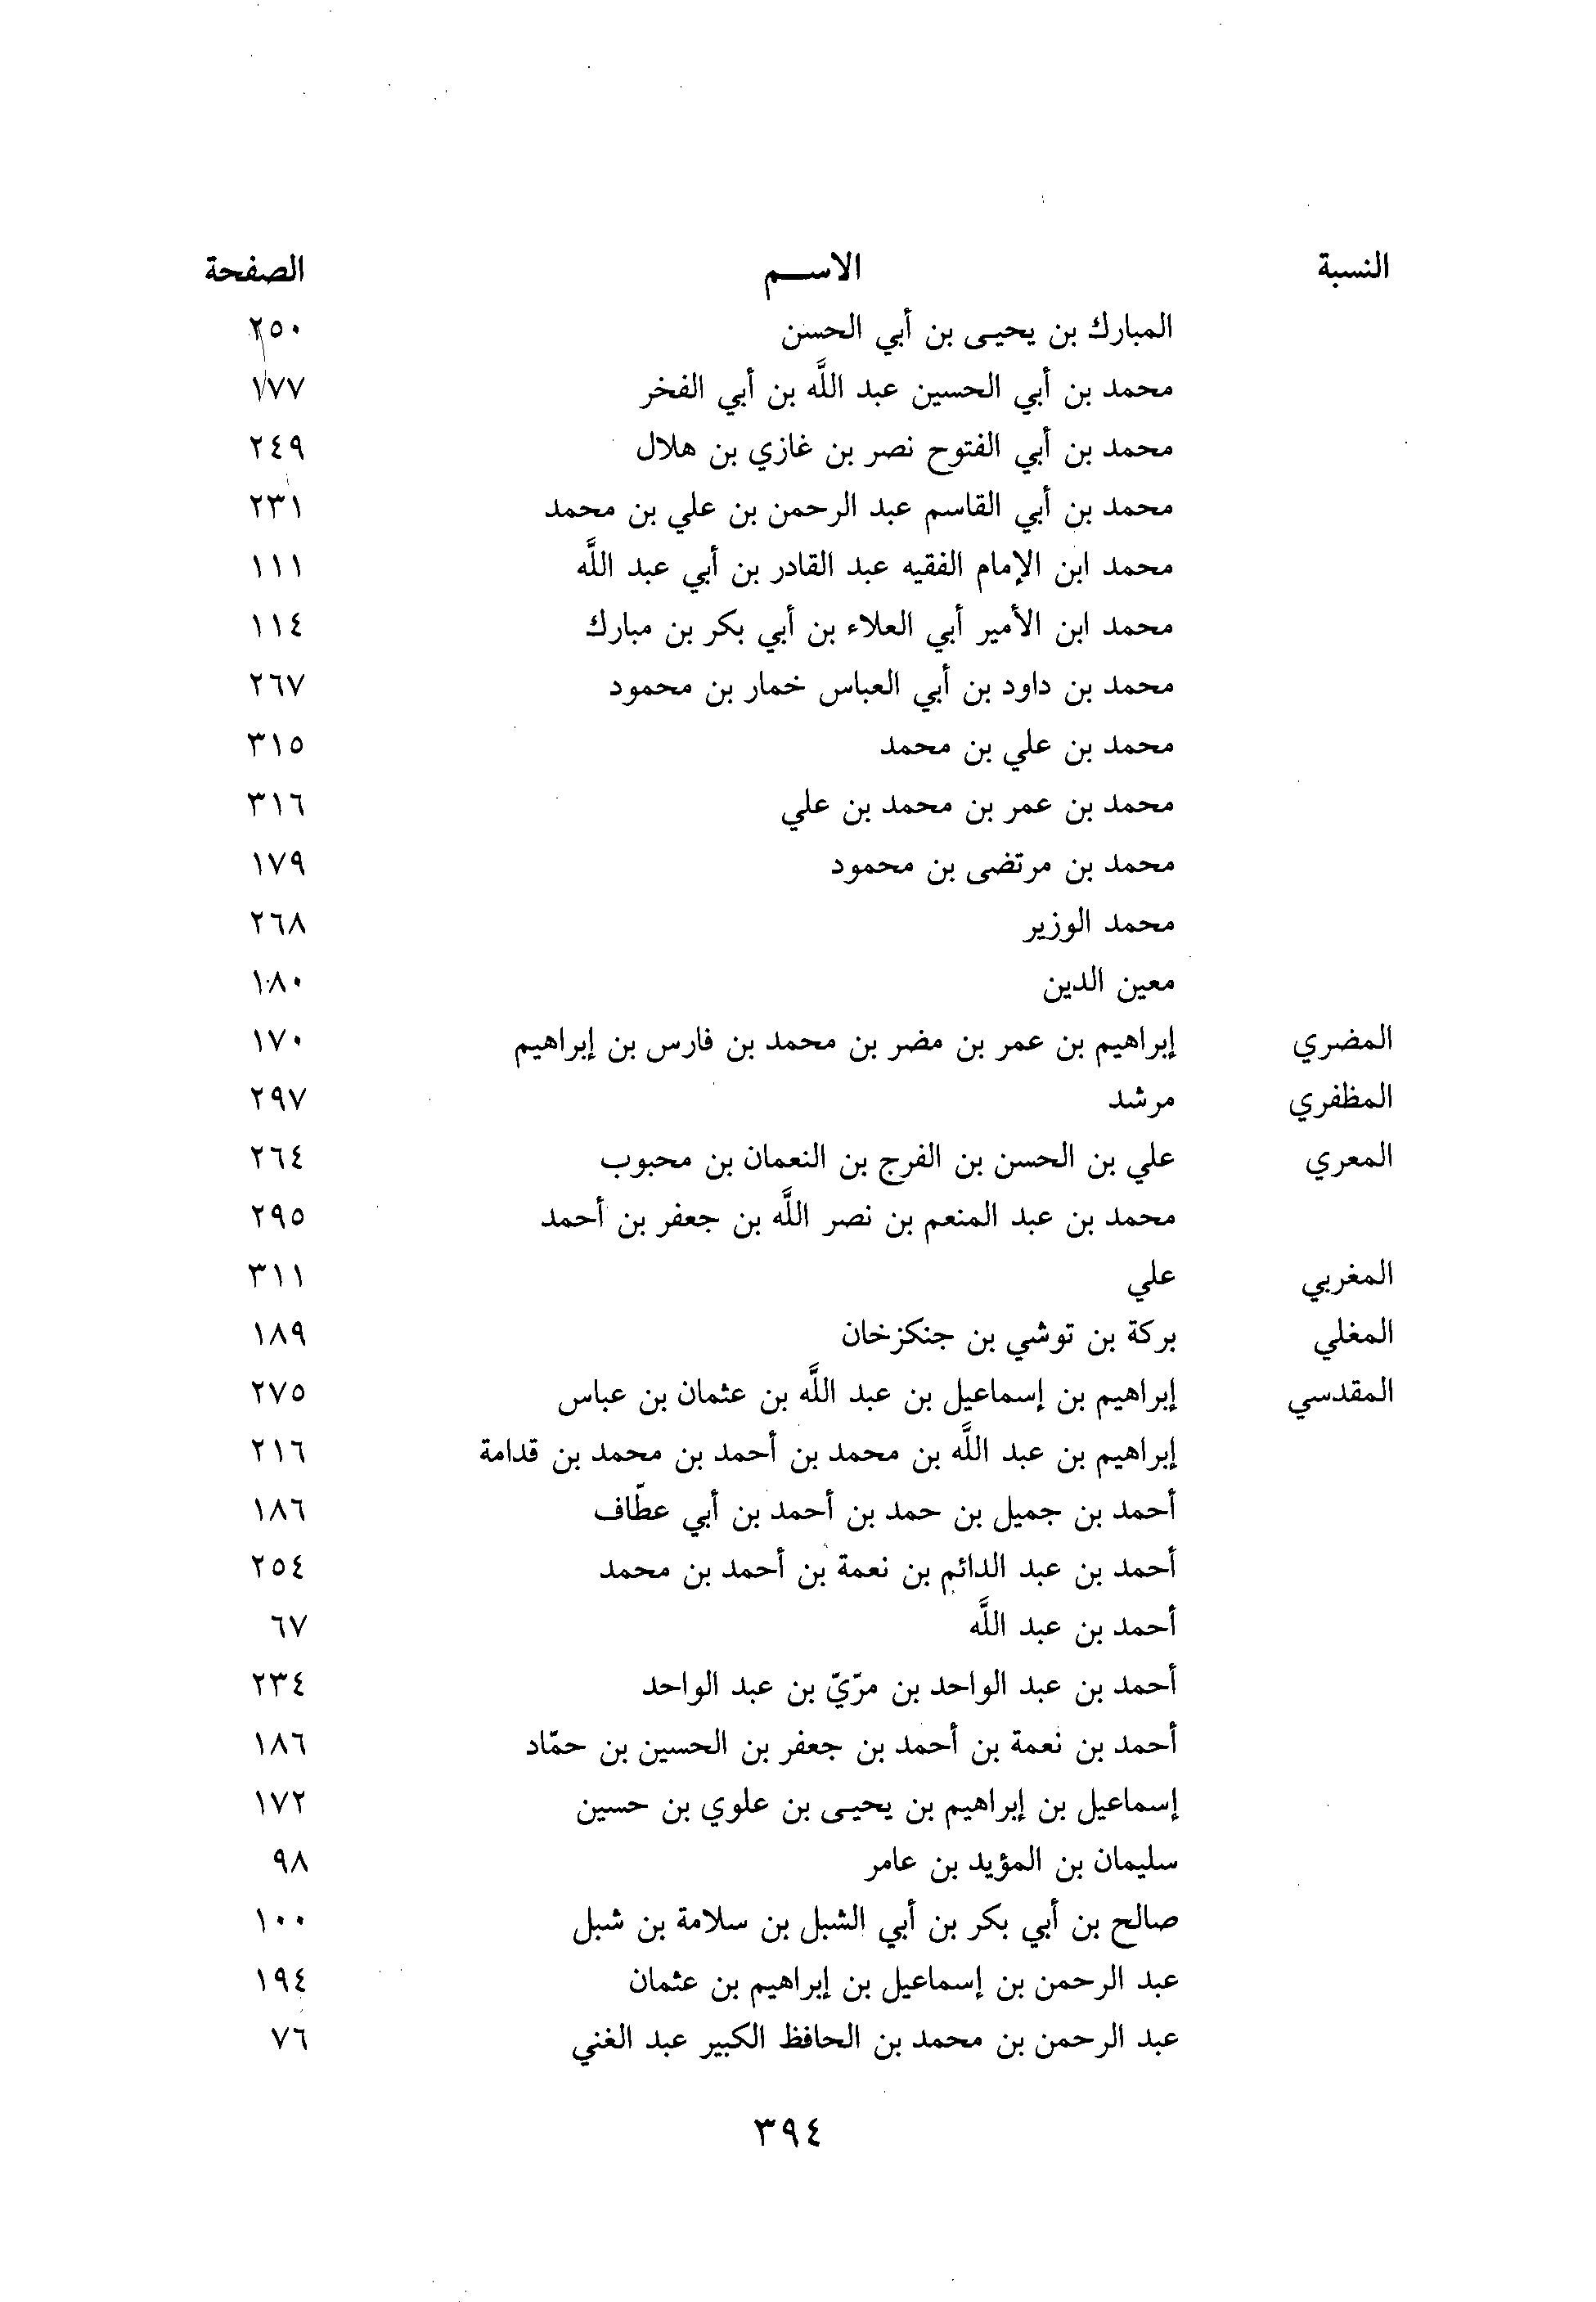 النسبة الاسم الصفحة
المبارك بن يحيى بن أبي الحسن ٢٥٠
محمد بن أبي الحسين عبد اللَّه بن أبي الفخر ١٧٧
محمد بن أبي الفتوح نصر بن غازي بن هلال ٢٤٩
محمد بن أبي القاسم عبد الرحمن بن علي بن محمد ٢٣١
محمد ابن الإمام الفقيه عبد القادر بن أبي عبد اللَّه ١١١
محمد ابن الأمير أبي العلاء بن أبي بكر بن مبارك ١١٤
محمد بن داود بن أبي العباس خمار بن محمود ٢٦٧
محمد بن علي بن محمد ٣١٥
محمد بن عمر بن محمد بن علي ٣١٦
محمد بن مرتضى بن محمود ١٧٩
محمد الوزير ٢٦٨
معين الدين ١٨٠
المضري إبراهيم بن عمر بن مضر بن محمد بن فارس بن إبراهيم ١٧٠
المظفري مرشد ٢٩٧
المعري علي بن الحسن بن الفرج بن النعمان بن محبوب ٢٦٤
محمد بن عبد المنعم بن نصر اللَّه بن جعفر بن أحمد ٢٩٥
المغربي علي ٣١١
المغلي بركة بن توشي بن جنكزخان ١٨٩
المقدسي إبراهيم بن إسماعيل بن عبد اللَّه بن عثمان بن عباس ٢٧٥
إبراهيم بن عبد اللَّه بن محمد بن أحمد بن محمد بن قدامة ٢١٦
أحمد بن جميل بن حمد بن أحمد بن أبي عطّاف ١٨٦
أحمد بن عبد الدائم بن نعمة بن أحمد بن محمد ٢٥٤
أحمد بن عبد اللَّه ٦٧
أحمد بن عبد الواحد بن مرّيّ بن عبد الواحد ٢٣٤
أحمد بن نعمة بن أحمد بن جعفر بن الحسين بن حمّاد ١٨٦
إسماعيل بن إبراهيم بن يحيى بن علوي بن حسين ١٧٢
سليمان بن المؤيد بن عامر ٩٨
صالح بن أبي بكر بن أبي الشبل بن سلامة بن شبل ١٠٠
عبد الرحمن بن إسماعيل بن إبراهيم بن عثمان ١٩٤
عبد الرحمن بن محمد بن الحافظ الكبير عبد الغني ٧٦
٣٩٤